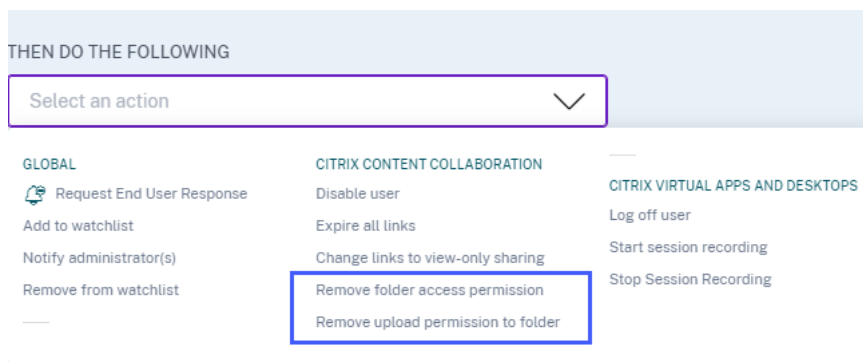 THEN DO THE FOLLOWING
Select an action
GLOBAL
Request End User Response
Add to watchlist
Notify administrator(s)
Remove from watchlist
CITRIX CONTENT COLLABORATION
Disable user
Expire all links
Change links to view-only sharing
Remove folder access permission
Remove upload permission to folder
CITRIX VIRTUAL APPS AND DESKTOPS
Log off user
Start session recording
Stop Session Recording